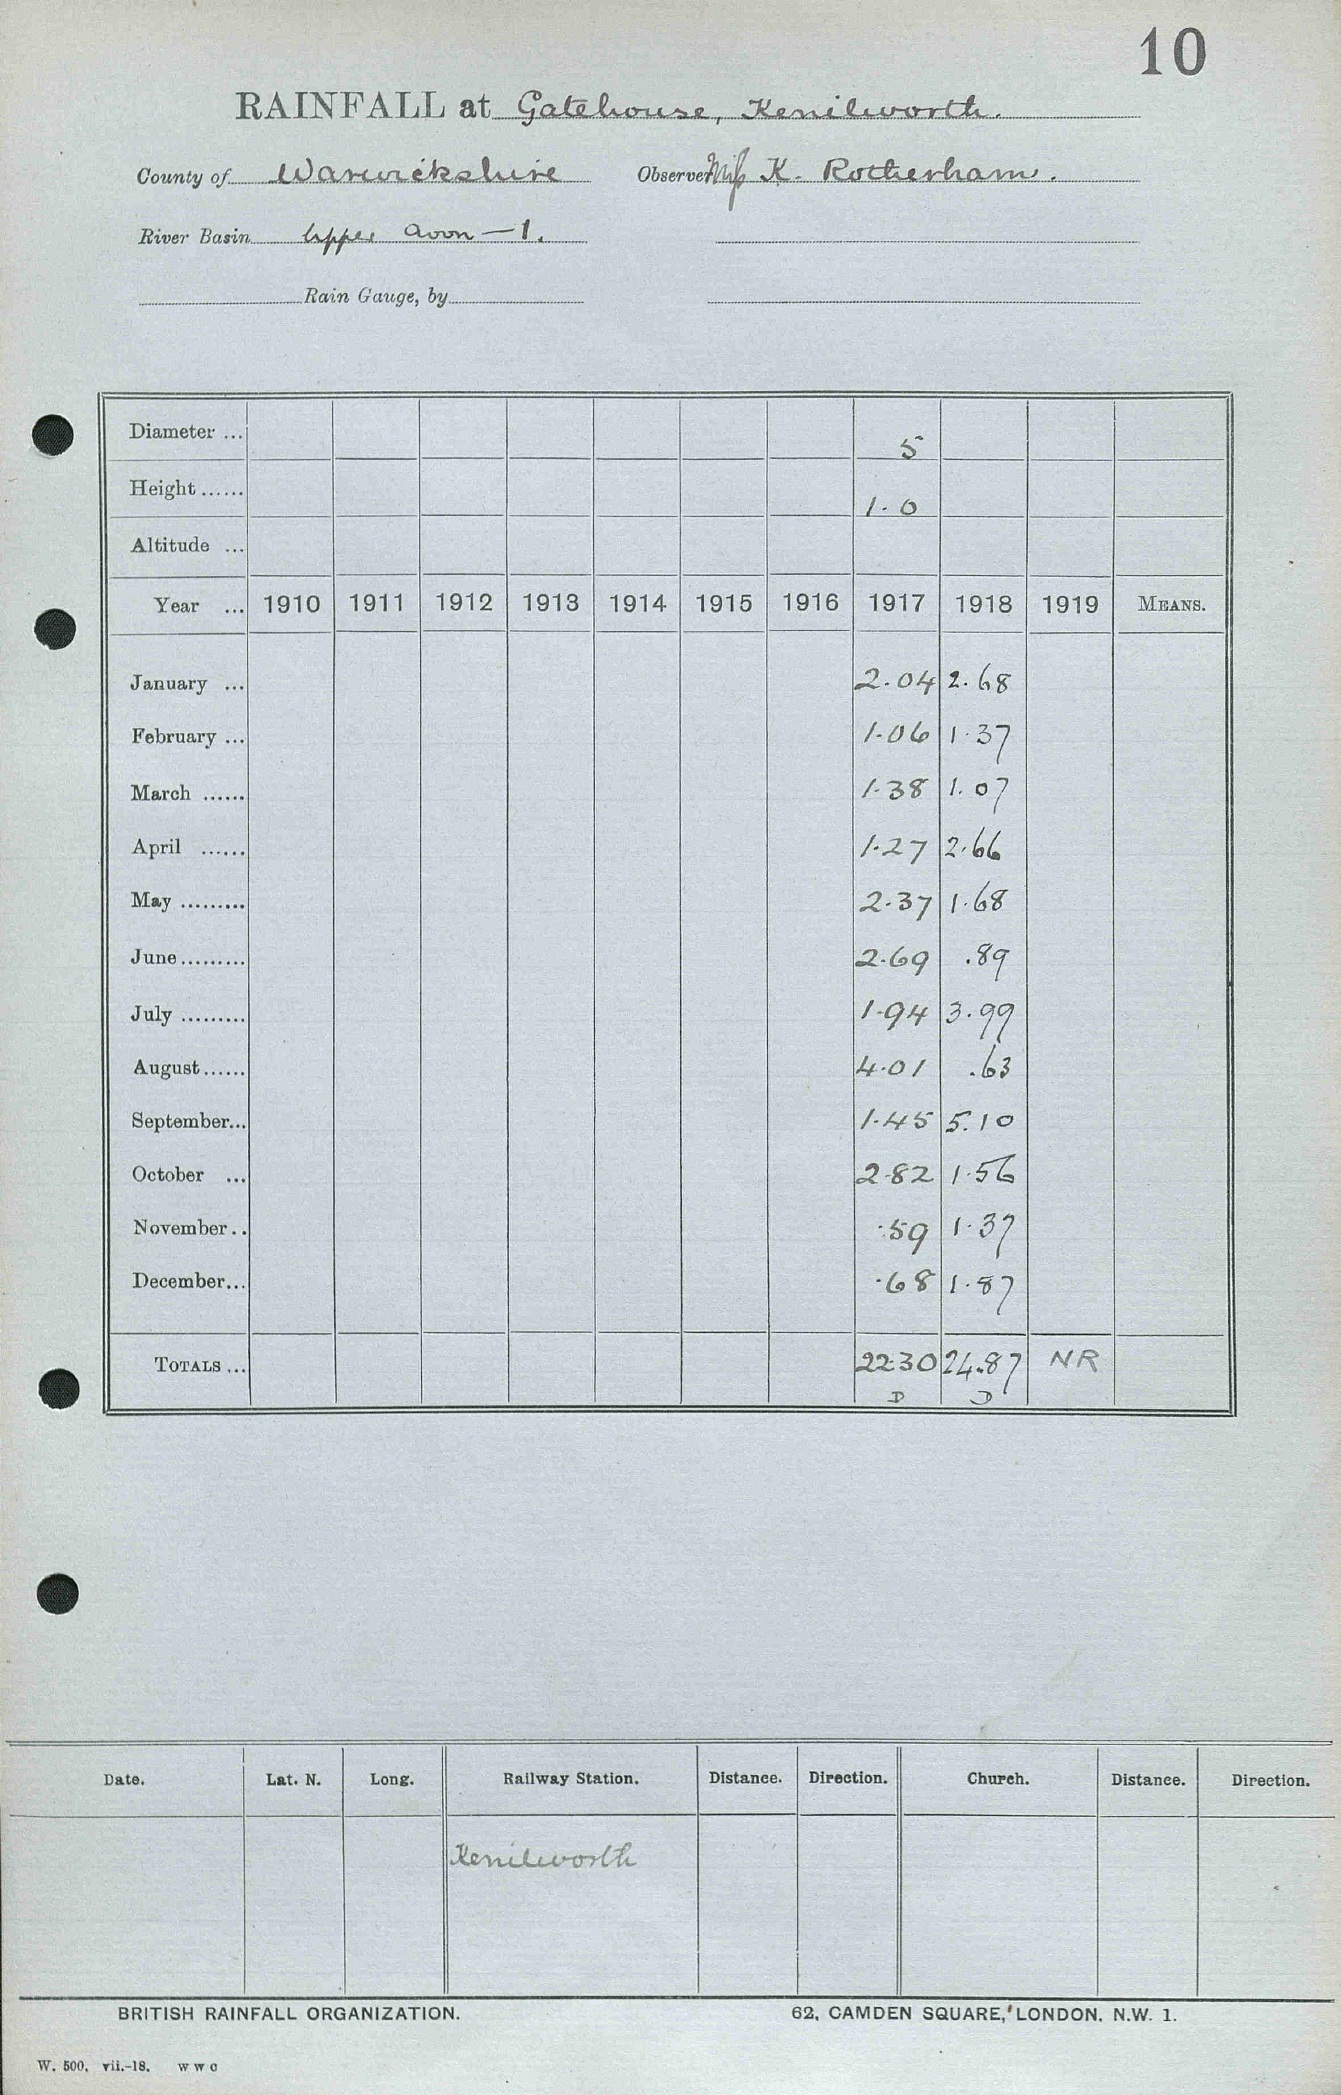 10
RAINFALL at Gatehouse, Kenilworth.
County of Warwickshire Observer Miss K. Rotherham.
River Basin Upper Avon — 1.
Rain Gauge, by
Diameter ... 5
Height ...... 1.0
Altitude ...
Year ... 1910 1911 1912 1913 1914 1915 1916 1917 1918 1919 MEANS.
January ... 2.04 2.68
February ... 1.06 1.37
March ...... 1.38 1.07
April ...... 1.27 2.66
May ......... 2.37 1.68
June ......... 2.69 .89
July ......... 1.94 3.99
August ...... 4.01 .63
September... 1.45 5.10
October ... 2.82 1.56
November .. .59 1.37
December... .68 1.87
TOTALS ... 22.30 24.87 NR
D D
Date. Lat. N. Long. Railway Station. Distance. Direction. Church. Distance. Direction.
Kenilworth
BRITISH RAINFALL ORGANIZATION. 62, CAMDEN SQUARE, LONDON. N.W. 1.
W. 500. vii.-18. W W C